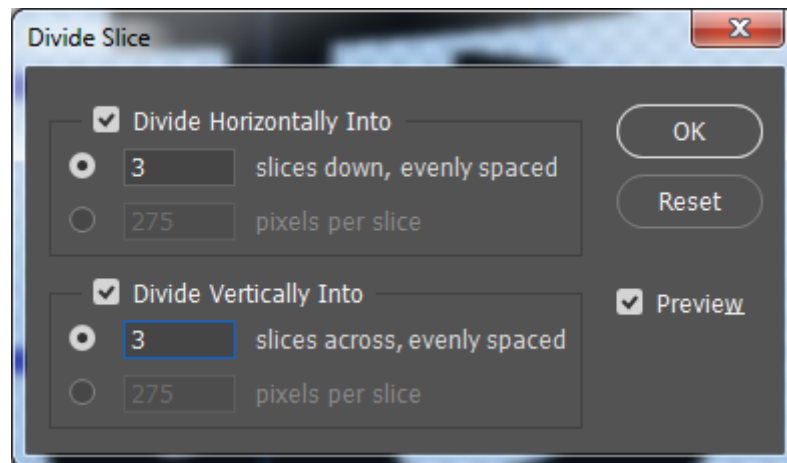 Divide Slice
Divide Horizontally Into
3 slices down, evenly spaced
275 pixels per slice
Divide Vertically Into
3 slices across, evenly spaced
275 pixels per slice
OK
Reset
Preview